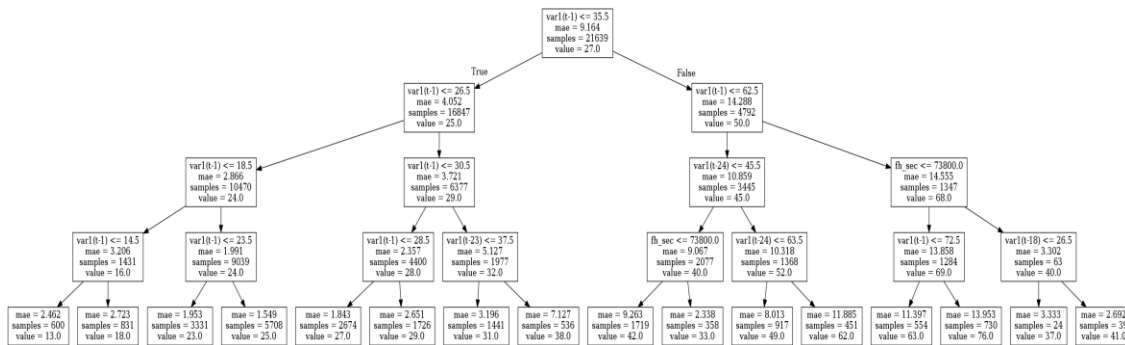 var1(t-1) <= 35.5
mae = 9.164
samples = 21639
value = 27.0
True
False
var1(t-1) <= 26.5
mae = 4.052
samples = 16847
value = 25.0
var1(t-1) <= 62.5
mae = 14.288
samples = 4792
value = 50.0
var1(t-1) <= 18.5
mae = 2.866
samples = 10470
value = 24.0
var1(t-1) <= 30.5
mae = 3.721
samples = 6377
value = 29.0
var1(t-24) <= 45.5
mae = 10.859
samples = 3445
value = 45.0
fh_sec <= 73800.0
mae = 14.555
samples = 1347
value = 68.0
var1(t-1) <= 14.5
mae = 3.206
samples = 1431
value = 16.0
var1(t-1) <= 23.5
mae = 1.991
samples = 9039
value = 24.0
var1(t-1) <= 28.5
mae = 2.357
samples = 4400
value = 28.0
var1(t-23) <= 37.5
mae = 5.127
samples = 1977
value = 32.0
fh_sec <= 73800.0
mae = 9.067
samples = 2077
value = 40.0
var1(t-24) <= 63.5
mae = 10.318
samples = 1368
value = 52.0
var1(t-1) <= 72.5
mae = 13.858
samples = 1284
value = 69.0
var1(t-18) <= 26.5
mae = 3.302
samples = 63
value = 40.0
mae = 2.462
samples = 600
value = 13.0
mae = 2.723
samples = 831
value = 18.0
mae = 1.953
samples = 3331
value = 23.0
mae = 1.549
samples = 5708
value = 25.0
mae = 1.843
samples = 2674
value = 27.0
mae = 2.651
samples = 1726
value = 29.0
mae = 3.196
samples = 1441
value = 31.0
mae = 7.127
samples = 536
value = 38.0
mae = 9.263
samples = 1719
value = 42.0
mae = 2.338
samples = 358
value = 33.0
mae = 8.013
samples = 917
value = 49.0
mae = 11.885
samples = 451
value = 62.0
mae = 11.397
samples = 554
value = 63.0
mae = 13.953
samples = 730
value = 76.0
mae = 3.333
samples = 24
value = 37.0
mae = 2.692
samples = 39
value = 41.0